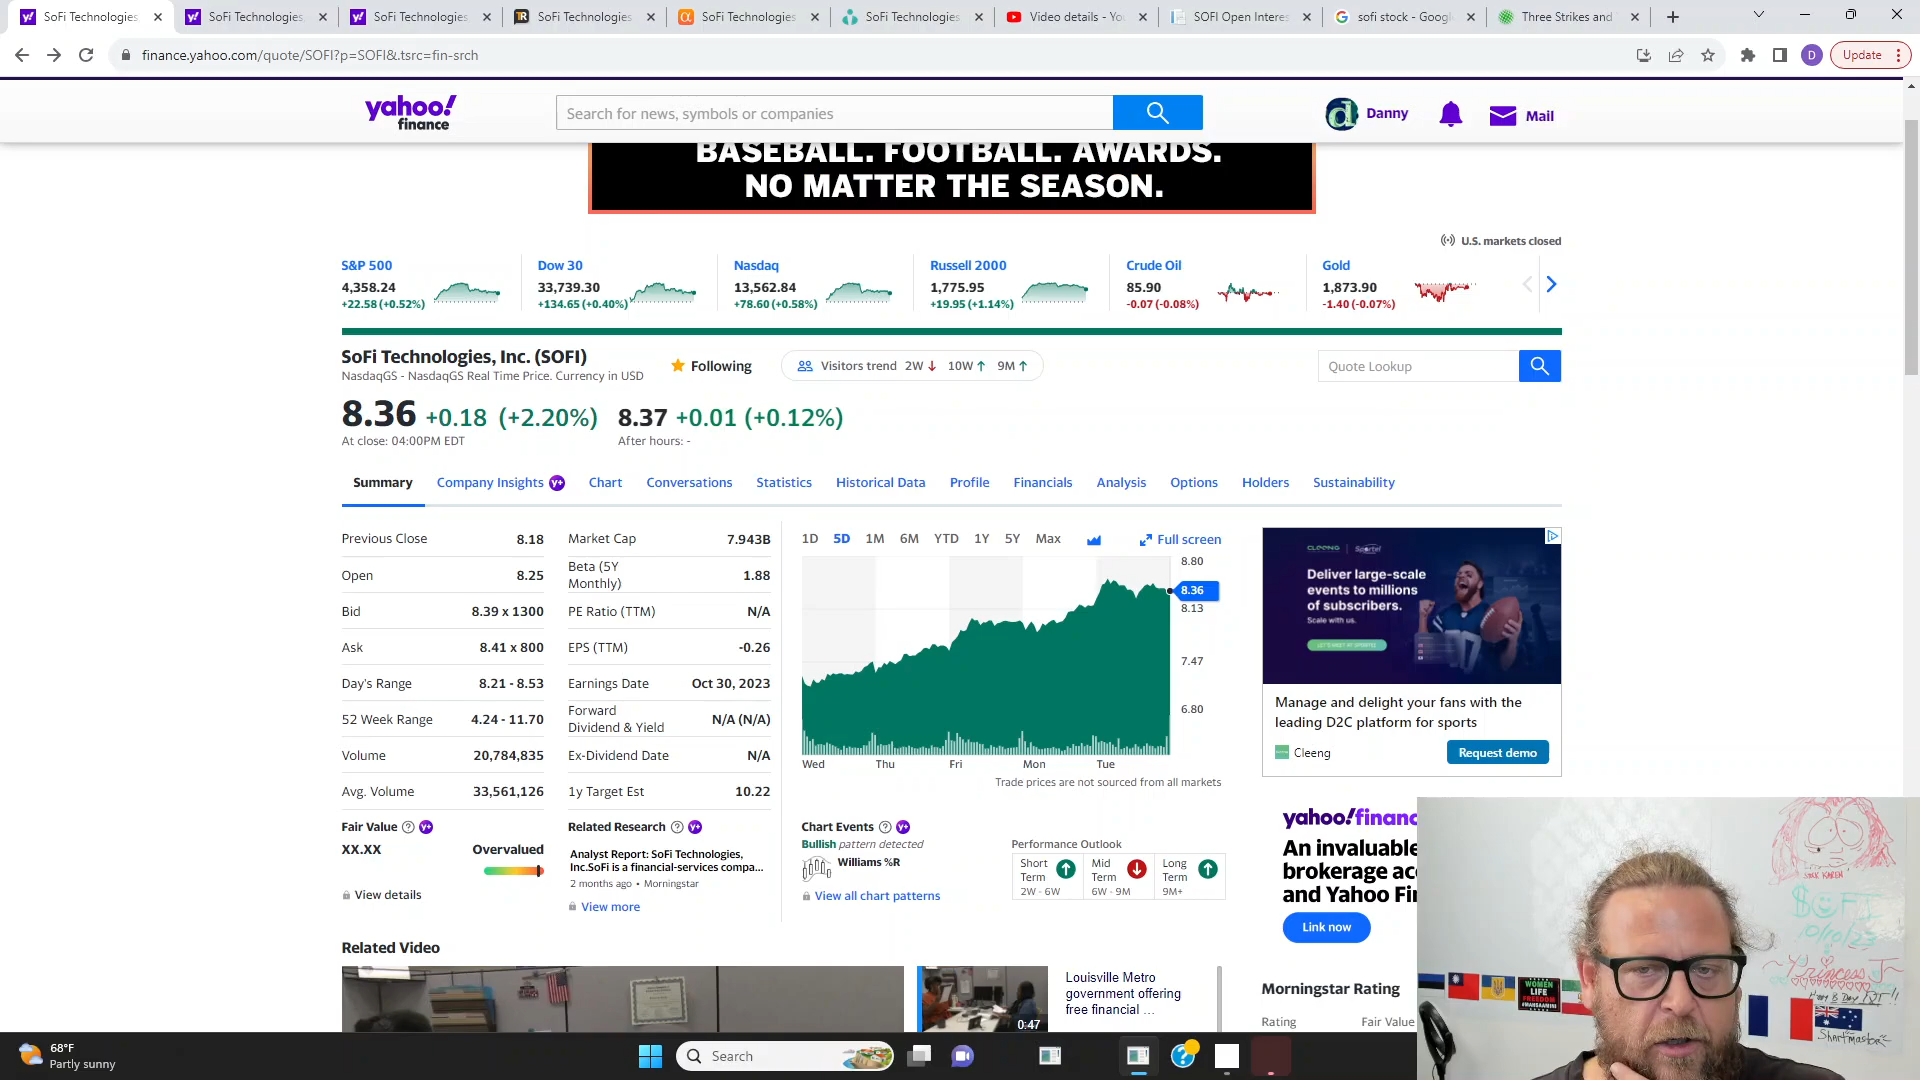 SoFi Technologies
SoFi Technologies,
SoFi Technologies
SoFi Technologies
SoFi Technologies
SoFi Technologies
Video details - You
SOFI Open Interes
sofi stock - Google
Three Strikes and
finance.yahoo.com/quote/SOFI?p=SOFI&.tsrc=fin-srch
D
Update
yahoo!
finance
Search for news, symbols or companies
Danny
Mail
BASEBALL. FOOTBALL. AWARDS.
NO MATTER THE SEASON.
U.S. markets closed
S&P 500
4,358.24
+22.58 (+0.52%)
Dow 30
33,739.30
+134.65 (+0.40%)
Nasdaq
13,562.84
+78.60 (+0.58%)
Russell 2000
1,775.95
+19.95 (+1.14%)
Crude Oil
85.90
-0.07 (-0.08%)
Gold
1,873.90
-1.40 (-0.07%)
SoFi Technologies, Inc. (SOFI)
NasdaqGS - NasdaqGS Real Time Price. Currency in USD
Following
Visitors trend 2W 10W 9M
Quote Lookup
8.36 +0.18 (+2.20%)
At close: 04:00PM EDT
8.37 +0.01 (+0.12%)
After hours: -
Summary Company Insights Y+ Chart Conversations Statistics Historical Data Profile Financials Analysis Options Holders Sustainability
Previous Close 8.18
Open 8.25
Bid 8.39 x 1300
Ask 8.41 x 800
Day's Range 8.21 - 8.53
52 Week Range 4.24 - 11.70
Volume 20,784,835
Avg. Volume 33,561,126
Market Cap 7.943B
Beta (5Y
Monthly) 1.88
PE Ratio (TTM) N/A
EPS (TTM) -0.26
Earnings Date Oct 30, 2023
Forward
Dividend & Yield N/A (N/A)
Ex-Dividend Date N/A
1y Target Est 10.22
1D 5D 1M 6M YTD 1Y 5Y Max
Full screen
8.80
8.36
8.13
7.47
6.80
Wed Thu Fri Mon Tue
Trade prices are not sourced from all markets
CLEENG Sportel
Deliver large-scale
events to millions
of subscribers.
Scale with us.
Manage and delight your fans with the
leading D2C platform for sports
Cleeng
Request demo
Fair Value
XX.XX
Overvalued
View details
Related Research
Analyst Report: SoFi Technologies,
Inc.SoFi is a financial-services compa...
2 months ago • Morningstar
View more
Chart Events
Bullish pattern detected
Williams %R
View all chart patterns
Performance Outlook
Short
Term
2W - 6W
Mid
Term
6W - 9M
Long
Term
9M+
yahoo!financ
An invaluable
brokerage ac
and Yahoo Fi
Link now
Related Video
Louisville Metro
government offering
free financial ...
0:47
Morningstar Rating
Rating
Fair Value
$OFI
10/10/23
Princess J
WOMEN
LIFE
FREEDOM
68°F
Partly sunny
Search